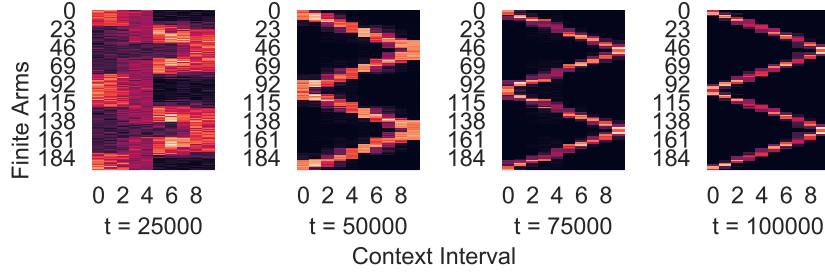 0 0 0 0
23 23 23 23
46 46 46 46
69 69 69 69
92 92 92 92
115 115 115 115
138 138 138 138
161 161 161 161
184 184 184 184
Finite Arms
0 2 4 6 8 0 2 4 6 8 0 2 4 6 8 0 2 4 6 8
t = 25000 t = 50000 t = 75000 t = 100000
Context Interval